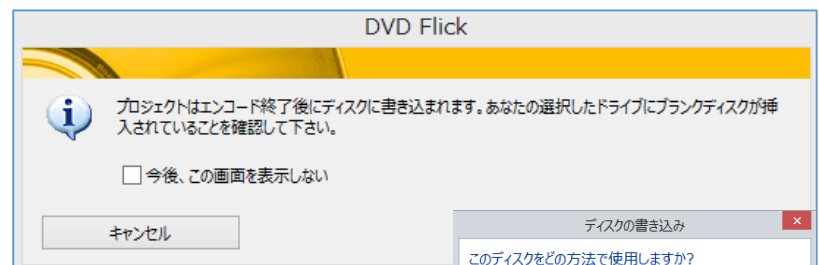 DVD Flick
プロジェクトはエンコード終了後にディスクに書き込まれます。あなたの選択したドライブにブランクディスクが挿
入されていることを確認して下さい。
今後、この画面を表示しない
キャンセル
ディスクの書き込み
このディスクをどの方法で使用しますか?